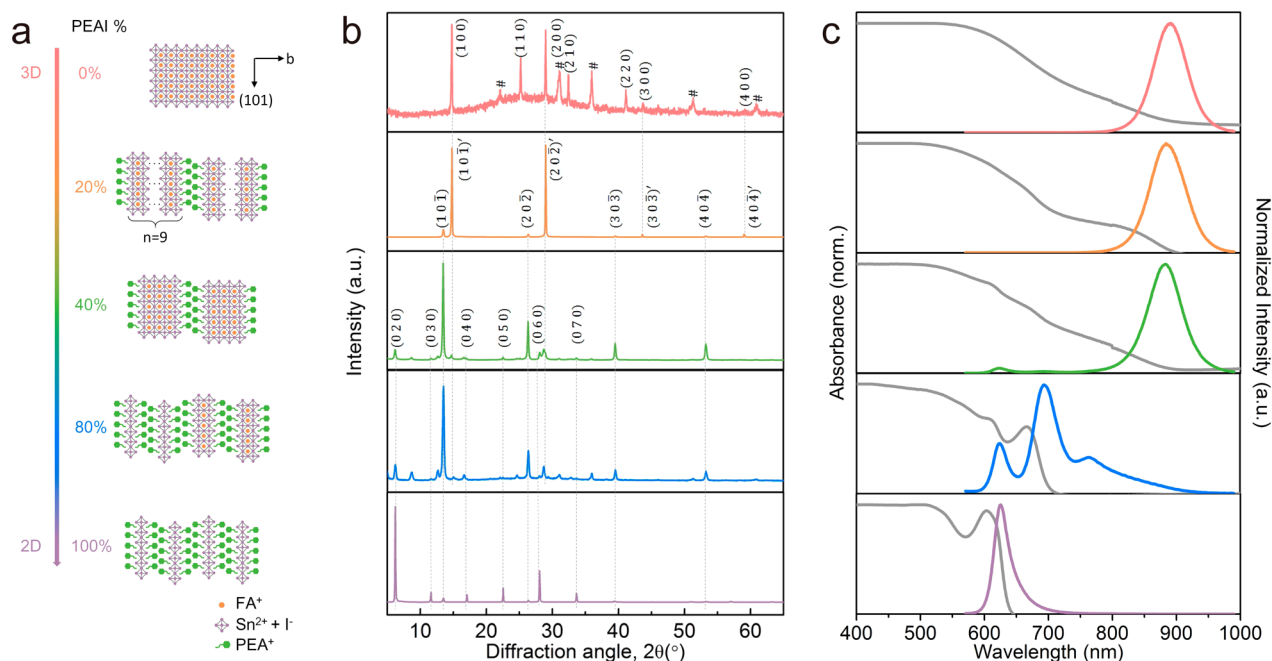 a
PEAI %
3D
0%
b
(101)
20%
n=9
40%
80%
2D
100%
FA⁺
Sn²⁺ + I⁻
PEA⁺
b
Intensity (a.u.)
(1 0 0)
#
(1 1 0)
(2 0 0)
#
(2 1 0)
#
(2 2 0)
(3 0 0)
#
(4 0 0)
#
(1 0 1̄)
(1 0 1̄)′
(2 0 2̄)
(2 0 2̄)′
(3 0 3̄)
(3 0 3̄)′
(4 0 4̄)
(4 0 4̄)′
(0 2 0)
(0 3 0)
(0 4 0)
(0 5 0)
(0 6 0)
(0 7 0)
10 20 30 40 50 60
Diffraction angle, 2θ(°)
c
Absorbance (norm.)
Normalized Intensity (a.u.)
400 500 600 700 800 900 1000
Wavelength (nm)